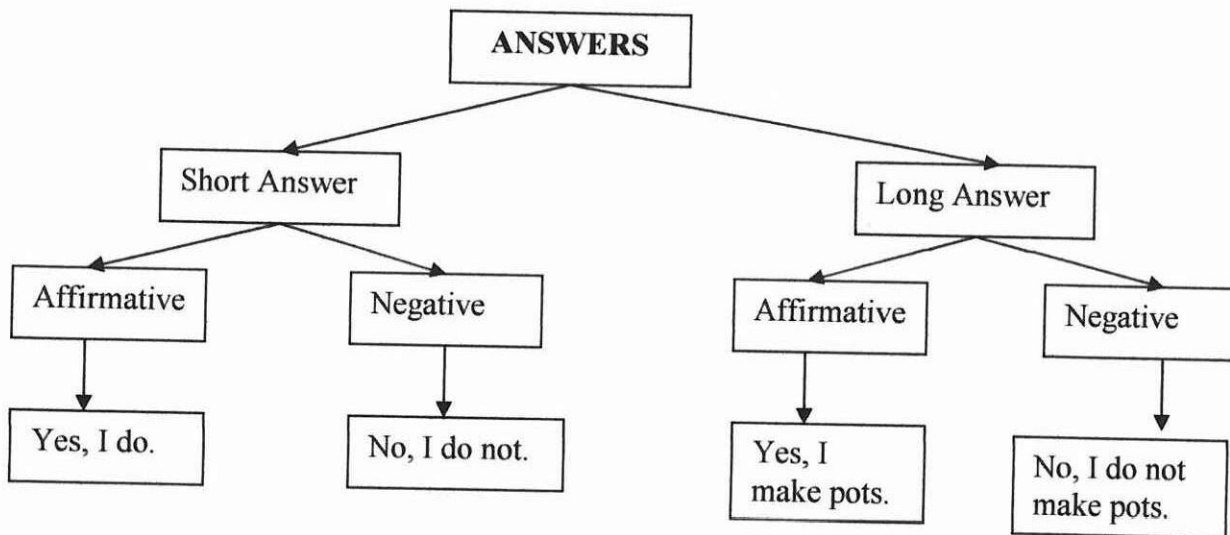 ANSWERS
Short Answer
Long Answer
Affirmative
Negative
Affirmative
Negative
Yes, I do.
No, I do not.
Yes, I
make pots.
No, I do not
make pots.